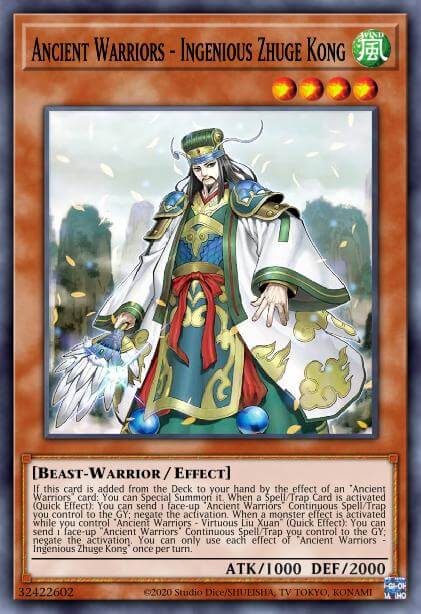 ANCIENT WARRIORS - INGENIOUS ZHUGE KONG
WIND
風
[BEAST-WARRIOR / EFFECT]
If this card is added from the Deck to your hand by the effect of an "Ancient
Warriors" card: You can Special Summon it. When a Spell/Trap Card is activated
(Quick Effect): You can send 1 face-up "Ancient Warriors" Continuous Spell/Trap
you control to the GY; negate the activation. When a monster effect is activated
while you control "Ancient Warriors - Virtuous Liu Xuan" (Quick Effect): You can
send 1 face-up "Ancient Warriors" Continuous Spell/Trap you control to the GY;
negate the activation. You can only use each effect of "Ancient Warriors -
Ingenious Zhuge Kong" once per turn.
ATK/1000 DEF/2000
32422602
©2020 Studio Dice/SHUEISHA, TV TOKYO, KONAMI